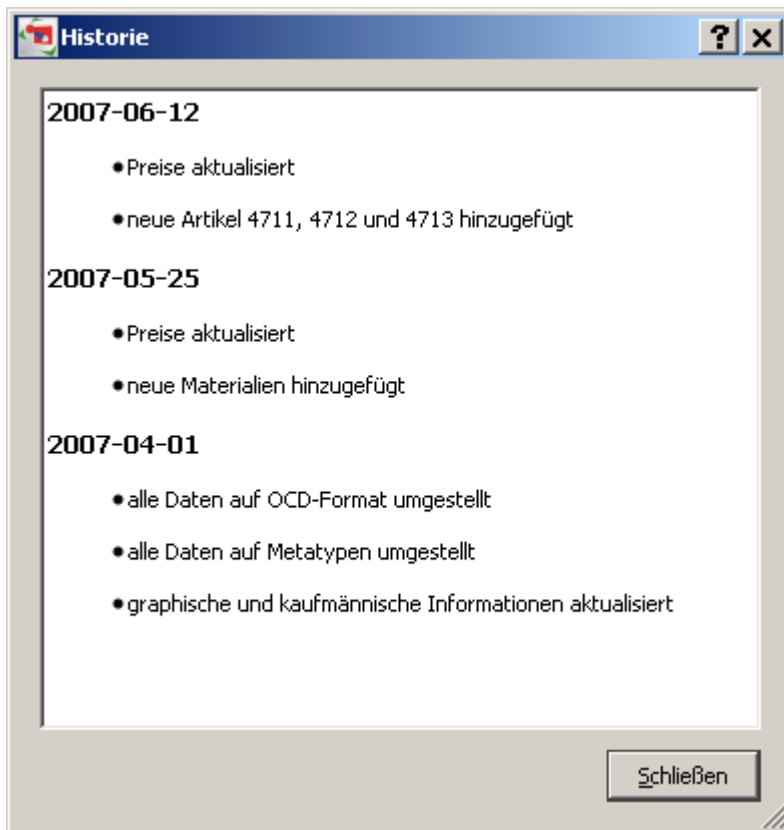 Historie
2007-06-12
•Preise aktualisiert
•neue Artikel 4711, 4712 und 4713 hinzugefügt
2007-05-25
•Preise aktualisiert
•neue Materialien hinzugefügt
2007-04-01
•alle Daten auf OCD-Format umgestellt
•alle Daten auf Metatypen umgestellt
•graphische und kaufmännische Informationen aktualisiert
Schließen